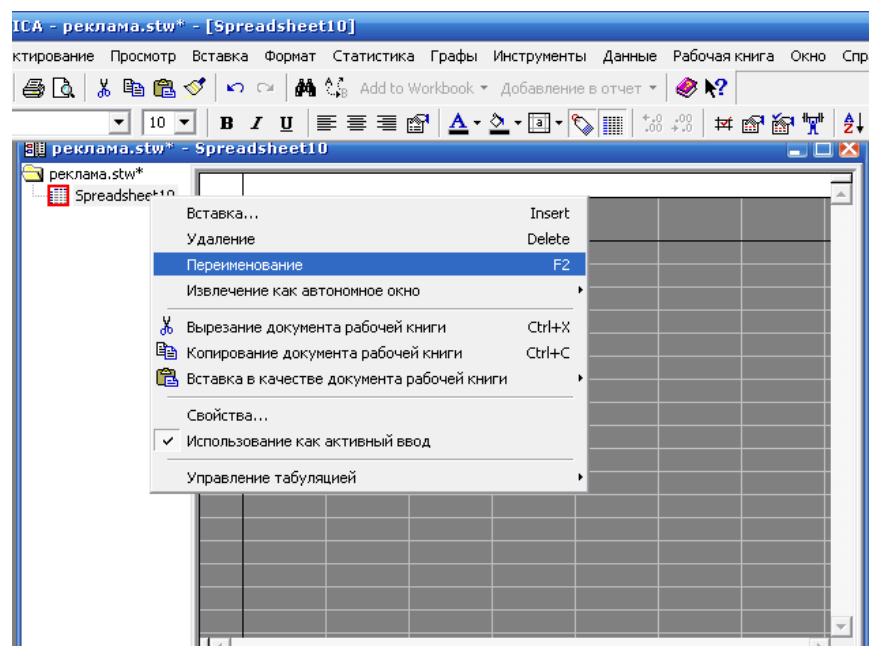 ICA - реклама.stw* - [Spreadsheet10]
ктирование Просмотр Вставка Формат Статистика Графы Инструменты Данные Рабочая книга Окно Спр
Add to Workbook Добавление в отчет
10 B I U A a
реклама.stw* - Spreadsheet10
реклама.stw*
Spreadsheet10
Вставка... Insert
Удаление Delete
Переименование F2
Извлечение как автономное окно
Вырезание документа рабочей книги Ctrl+X
Копирование документа рабочей книги Ctrl+C
Вставка в качестве документа рабочей книги
Свойства...
Использование как активный ввод
Управление табуляцией